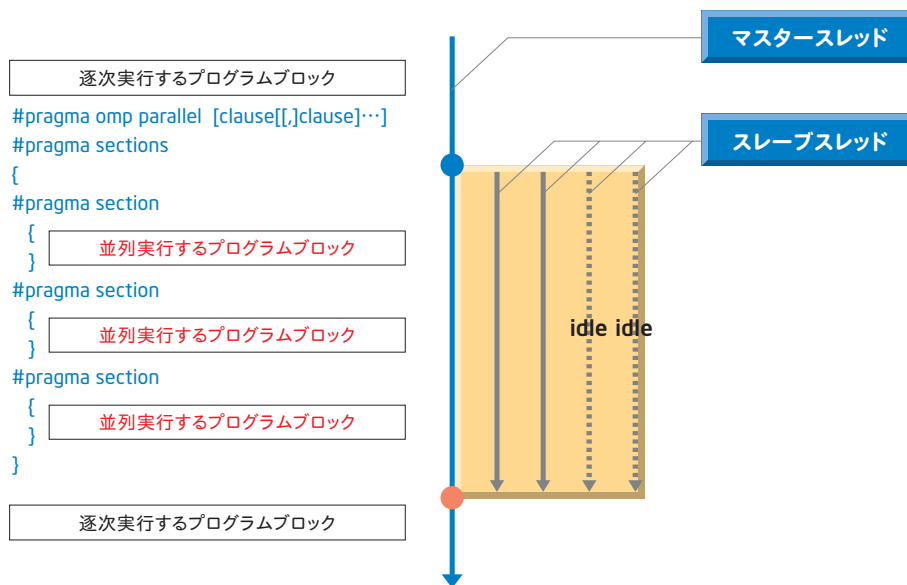 マスタースレッド
逐次実行するプログラムブロック
#pragma omp parallel [clause[[,]clause]…]
#pragma sections
スレーブスレッド
{
#pragma section
{
並列実行するプログラムブロック
}
#pragma section
{
並列実行するプログラムブロック
}
idle idle
#pragma section
{
並列実行するプログラムブロック
}
}
逐次実行するプログラムブロック